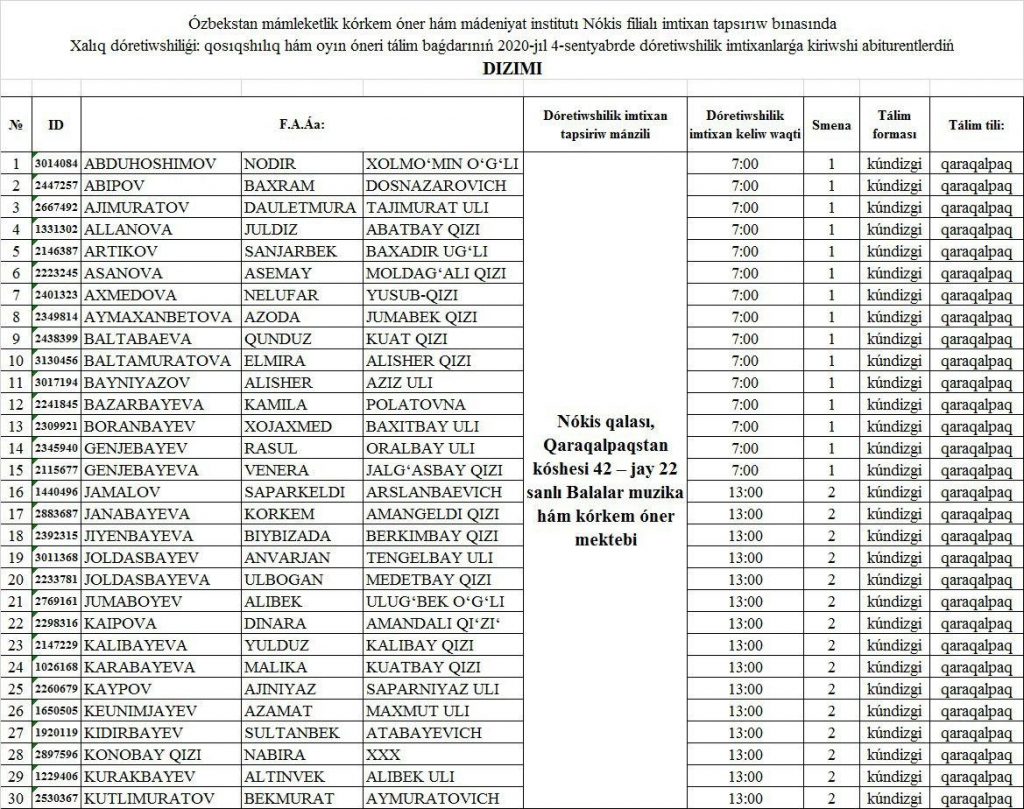 Ózbekstan mámleketlik kórkem óner hám mádeniyat institutı Nókis filialı imtixan tapsırıw bınasında
Xalıq dóretiwshiliǵi: qosıqshılıq hám oyın óneri tálim baǵdarınıń 2020-jıl 4-sentyabrde dóretiwshilik imtixanlarǵa kiriwshi abiturentlerdiń
DIZIMI
№ ID F.A.Áa: Dóretiwshilik imtixan tapsiriw mánzili Dóretiwshilik imtixan keliw waqti Smena Tálim forması Tálim tili:
1 3014084 ABDUHOSHIMOV NODIR XOLMO‘MIN O‘G‘LI 7:00 1 kúndizgi qaraqalpaq
2 2447257 ABIPOV BAXRAM DOSNAZAROVICH 7:00 1 kúndizgi qaraqalpaq
3 2667492 AJIMURATOV DAULETMURA TAJIMURAT ULI 7:00 1 kúndizgi qaraqalpaq
4 1331302 ALLANOVA JULDIZ ABATBAY QIZI 7:00 1 kúndizgi qaraqalpaq
5 2146387 ARTIKOV SANJARBEK BAXADIR UG‘LI 7:00 1 kúndizgi qaraqalpaq
6 2223245 ASANOVA ASEMAY MOLDAG‘ALI QIZI 7:00 1 kúndizgi qaraqalpaq
7 2401323 AXMEDOVA NELUFAR YUSUB-QIZI 7:00 1 kúndizgi qaraqalpaq
8 2349814 AYMAXANBETOVA AZODA JUMABEK QIZI 7:00 1 kúndizgi qaraqalpaq
9 2438399 BALTABAEVA QUNDUZ KUAT QIZI 7:00 1 kúndizgi qaraqalpaq
10 3130456 BALTAMURATOVA ELMIRA ALISHER QIZI 7:00 1 kúndizgi qaraqalpaq
11 3017194 BAYNIYAZOV ALISHER AZIZ ULI 7:00 1 kúndizgi qaraqalpaq
12 2241845 BAZARBAYEVA KAMILA POLATOVNA 7:00 1 kúndizgi qaraqalpaq
13 2309921 BORANBAYEV XOJAXMED BAXITBAY ULI 7:00 1 kúndizgi qaraqalpaq
14 2345940 GENJEBAYEV RASUL ORALBAY ULI 7:00 1 kúndizgi qaraqalpaq
15 2115677 GENJEBAYEVA VENERA JALG‘ASBAY QIZI 7:00 1 kúndizgi qaraqalpaq
16 1440496 JAMALOV SAPARKELDI ARSLANBAEVICH 13:00 2 kúndizgi qaraqalpaq
17 2883687 JANABAYEVA KORKEM AMANGELDI QIZI 13:00 2 kúndizgi qaraqalpaq
18 2392315 JIYENBAYEVA BIYBIZADA BERKIMBAY QIZI 13:00 2 kúndizgi qaraqalpaq
19 3011368 JOLDASBAYEV ANVARJAN TENGELBAY ULI 13:00 2 kúndizgi qaraqalpaq
20 2233781 JOLDASBAYEVA ULBOGAN MEDETBAY QIZI 13:00 2 kúndizgi qaraqalpaq
21 2769161 JUMABOYEV ALIBEK ULUG‘BEK O‘G‘LI 13:00 2 kúndizgi qaraqalpaq
22 2298316 KAIPOVA DINARA AMANDALI QI‘ZI‘ 13:00 2 kúndizgi qaraqalpaq
23 2147229 KALIBAYEVA YULDUZ KALIBAY QIZI 13:00 2 kúndizgi qaraqalpaq
24 1026168 KARABAYEVA MALIKA KUATBAY QIZI 13:00 2 kúndizgi qaraqalpaq
25 2260679 KAYPOV AJINIYAZ SAPARNIYAZ ULI 13:00 2 kúndizgi qaraqalpaq
26 1650505 KEUNIMJAYEV AZAMAT MAXMUT ULI 13:00 2 kúndizgi qaraqalpaq
27 1920119 KIDIRBAYEV SULTANBEK ATABAYEVICH 13:00 2 kúndizgi qaraqalpaq
28 2897596 KONOBAY QIZI NABIRA XXX 13:00 2 kúndizgi qaraqalpaq
29 1229406 KURAKBAYEV ALTINVEK ALIBEK ULI 13:00 2 kúndizgi qaraqalpaq
30 2530367 KUTLIMURATOV BEKMURAT AYMURATOVICH 13:00 2 kúndizgi qaraqalpaq
Nókis qalası,
Qaraqalpaqstan
kóshesi 42 – jay 22
sanlı Balalar muzika
hám kórkem óner
mektebi